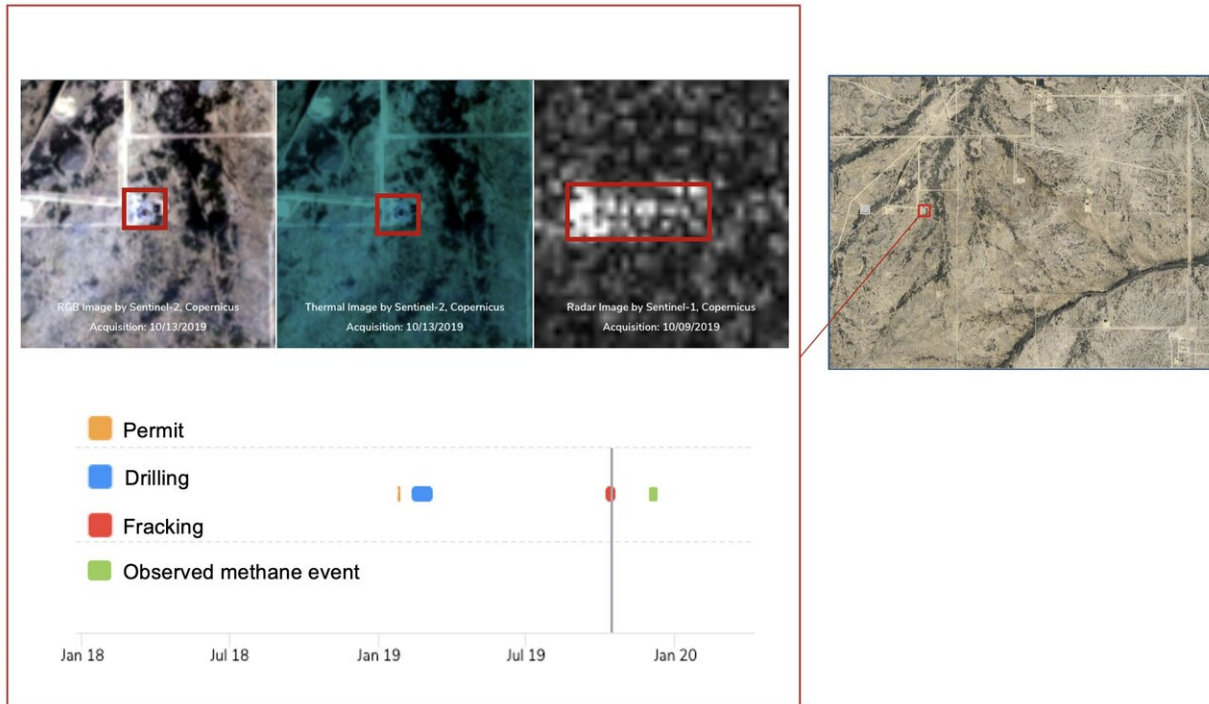 RGB Image by Sentinel-2, Copernicus
Acquisition: 10/13/2019
Thermal Image by Sentinel-2, Copernicus
Acquisition: 10/13/2019
Radar Image by Sentinel-1, Copernicus
Acquisition: 10/09/2019
Permit
Drilling
Fracking
Observed methane event
Jan 18 Jul 18 Jan 19 Jul 19 Jan 20